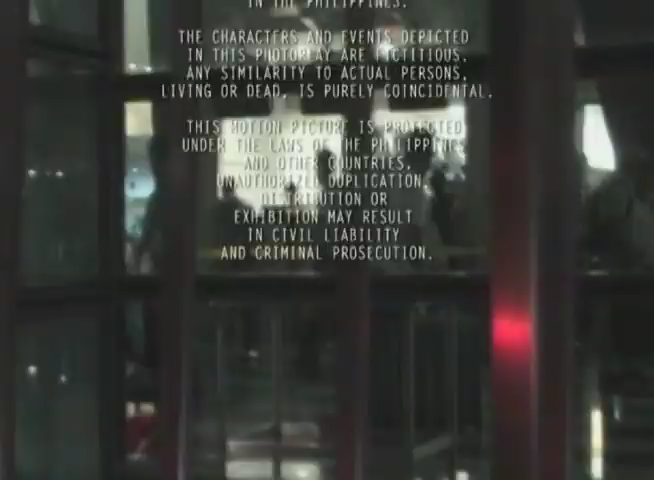 IN THE PHILIPPINES.
THE CHARACTERS AND EVENTS DEPICTED
IN THIS PHOTOPLAY ARE FICTITIOUS.
ANY SIMILARITY TO ACTUAL PERSONS,
LIVING OR DEAD, IS PURELY COINCIDENTAL.
THIS MOTION PICTURE IS PROTECTED
UNDER THE LAWS OF THE PHILIPPINES
AND OTHER COUNTRIES.
UNAUTHORIZED DUPLICATION,
DISTRIBUTION OR
EXHIBITION MAY RESULT
IN CIVIL LIABILITY
AND CRIMINAL PROSECUTION.